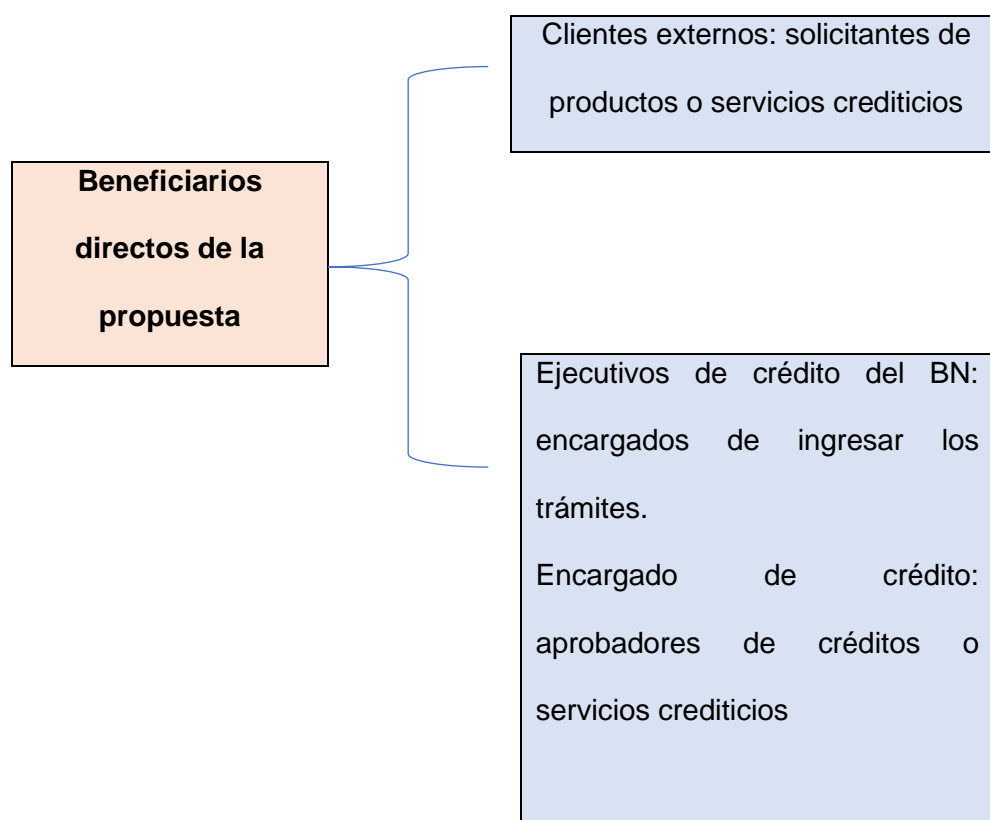 Clientes externos: solicitantes de
productos o servicios crediticios
Beneficiarios
directos de la
propuesta
Ejecutivos de crédito del BN:
encargados de ingresar los
trámites.
Encargado de crédito:
aprobadores de créditos o
servicios crediticios